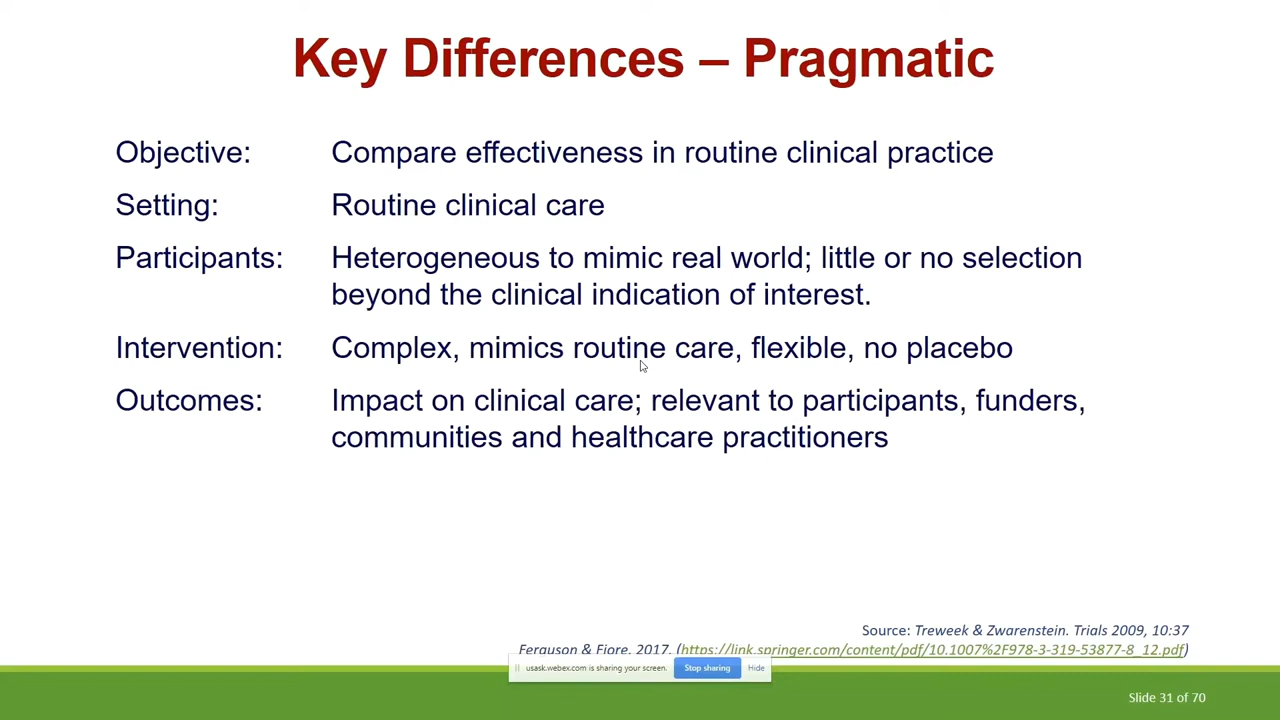 Key Differences – Pragmatic
Objective: Compare effectiveness in routine clinical practice
Setting: Routine clinical care
Participants: Heterogeneous to mimic real world; little or no selection
beyond the clinical indication of interest.
Intervention: Complex, mimics routine care, flexible, no placebo
Outcomes: Impact on clinical care; relevant to participants, funders,
communities and healthcare practitioners
Source: Treweek & Zwarenstein. Trials 2009, 10:37
Ferguson & Fiore. 2017. (https://link.springer.com/content/pdf/10.1007%2F978-3-319-53877-8_12.pdf)
usask.webex.com is sharing your screen. Stop sharing Hide
Slide 31 of 70